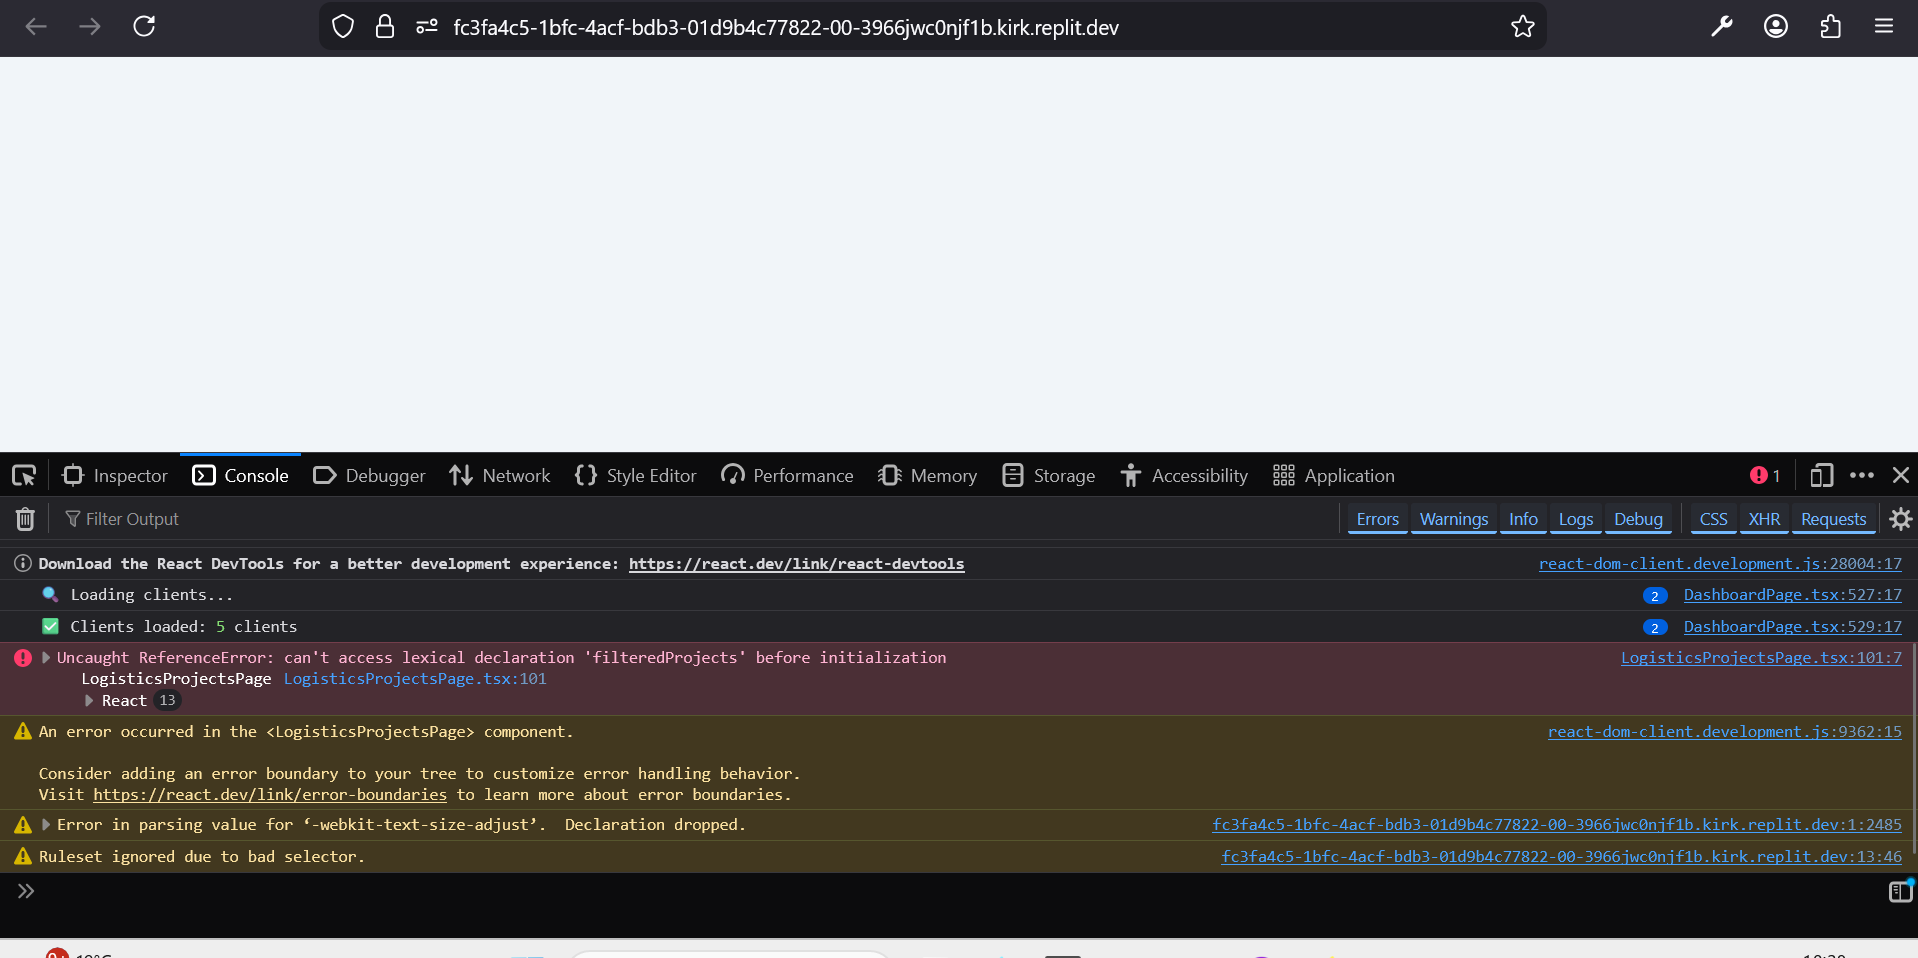 fc3fa4c5-1bfc-4acf-bdb3-01d9b4c77822-00-3966jwc0njf1b.kirk.replit.dev
Inspector Console Debugger Network Style Editor Performance Memory Storage Accessibility Application 1
Filter Output Errors Warnings Info Logs Debug CSS XHR Requests
Download the React DevTools for a better development experience: https://react.dev/link/react-devtools react-dom-client.development.js:28004:17
Loading clients... 2 DashboardPage.tsx:527:17
Clients loaded: 5 clients 2 DashboardPage.tsx:529:17
Uncaught ReferenceError: can't access lexical declaration 'filteredProjects' before initialization LogisticsProjectsPage.tsx:101:7
LogisticsProjectsPage LogisticsProjectsPage.tsx:101
React 13
An error occurred in the <LogisticsProjectsPage> component. react-dom-client.development.js:9362:15
Consider adding an error boundary to your tree to customize error handling behavior.
Visit https://react.dev/link/error-boundaries to learn more about error boundaries.
Error in parsing value for ‘-webkit-text-size-adjust’.  Declaration dropped. fc3fa4c5-1bfc-4acf-bdb3-01d9b4c77822-00-3966jwc0njf1b.kirk.replit.dev:1:2485
Ruleset ignored due to bad selector. fc3fa4c5-1bfc-4acf-bdb3-01d9b4c77822-00-3966jwc0njf1b.kirk.replit.dev:13:46